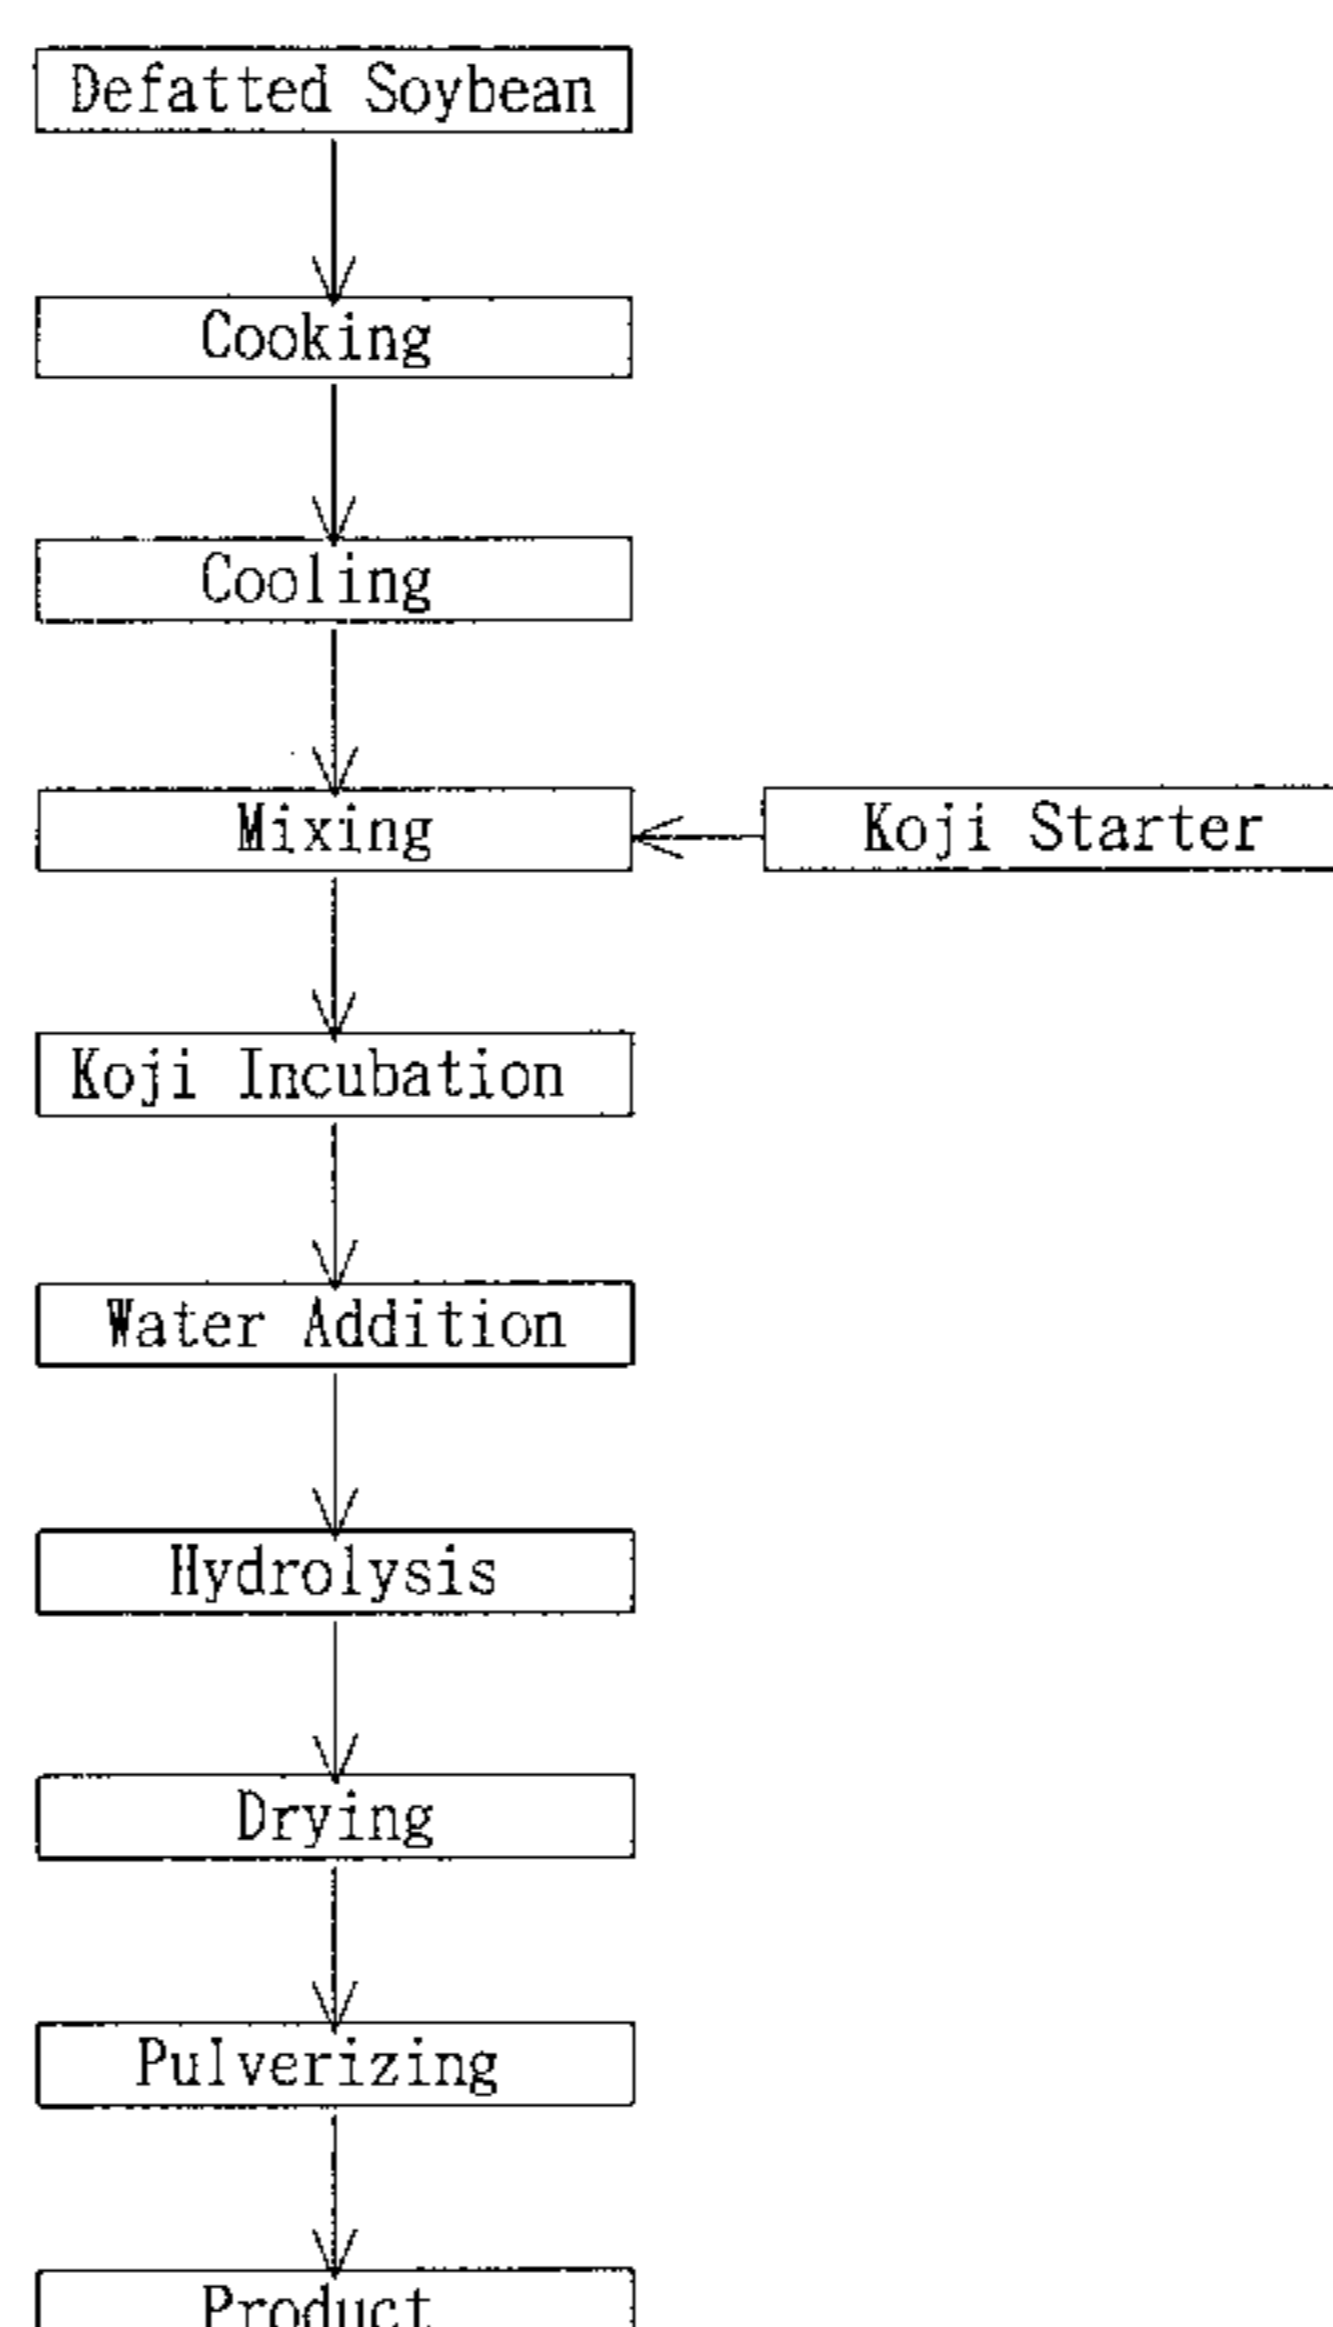 Defatted Soybean
Cooking
Cooling
Mixing
Koji Starter
Koji Incubation
Water Addition
Hydrolysis
Drying
Pulverizing
Product